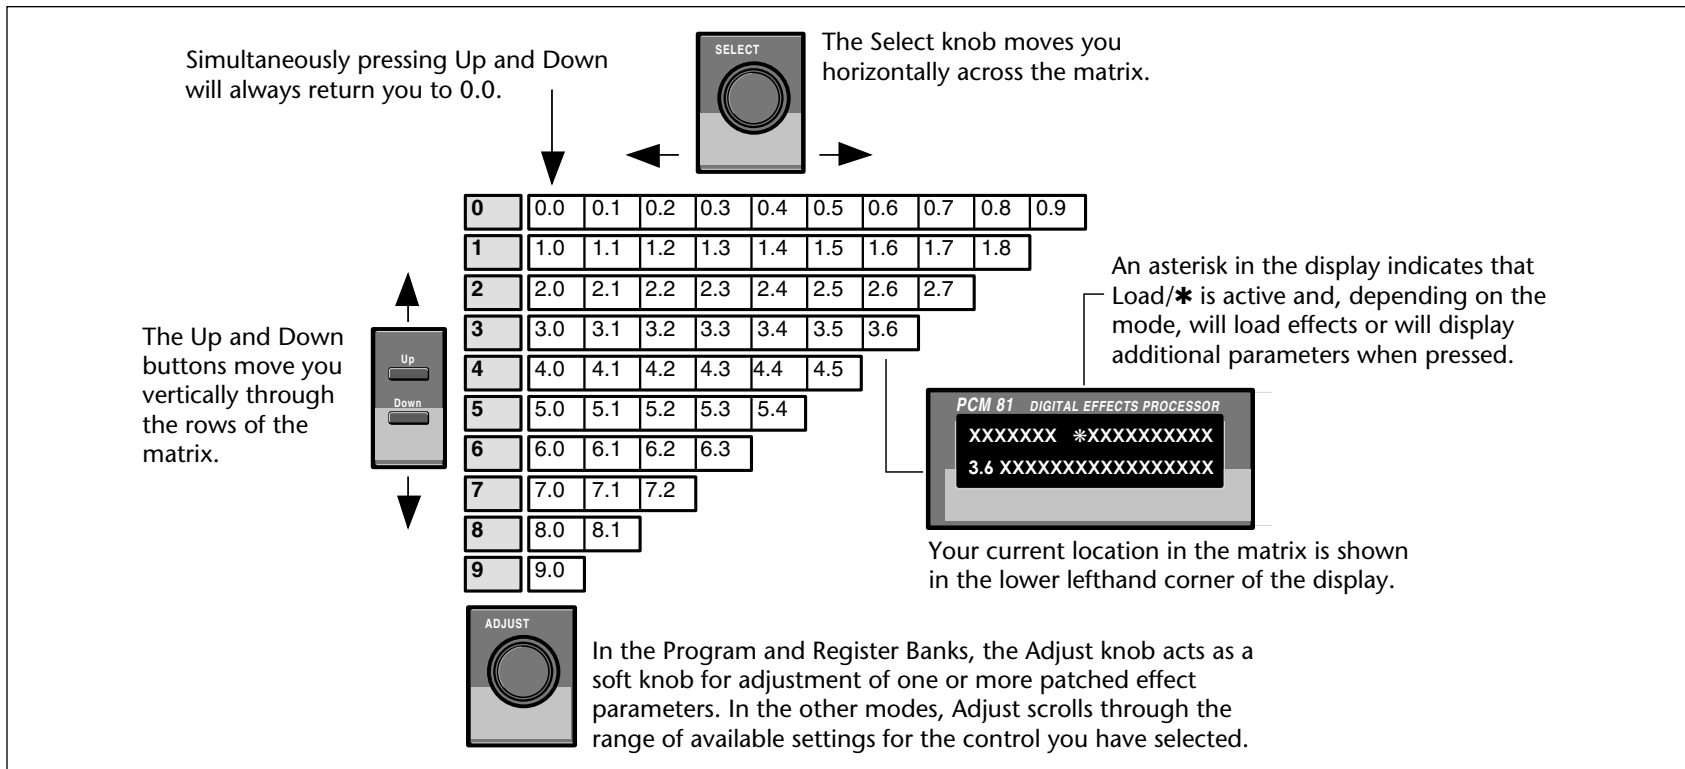 Simultaneously pressing Up and Down
will always return you to 0.0.
SELECT
The Select knob moves you
horizontally across the matrix.
0 0.0 0.1 0.2 0.3 0.4 0.5 0.6 0.7 0.8 0.9
1 1.0 1.1 1.2 1.3 1.4 1.5 1.6 1.7 1.8
2 2.0 2.1 2.2 2.3 2.4 2.5 2.6 2.7
3 3.0 3.1 3.2 3.3 3.4 3.5 3.6
4 4.0 4.1 4.2 4.3 4.4 4.5
5 5.0 5.1 5.2 5.3 5.4
6 6.0 6.1 6.2 6.3
7 7.0 7.1 7.2
8 8.0 8.1
9 9.0
The Up and Down
buttons move you
vertically through
the rows of the
matrix.
Up
Down
An asterisk in the display indicates that
Load/✱ is active and, depending on the
mode, will load effects or will display
additional parameters when pressed.
PCM 81 DIGITAL EFFECTS PROCESSOR
XXXXXXX ✳XXXXXXXXXX
3.6 XXXXXXXXXXXXXXXXX
Your current location in the matrix is shown
in the lower lefthand corner of the display.
ADJUST
In the Program and Register Banks, the Adjust knob acts as a
soft knob for adjustment of one or more patched effect
parameters. In the other modes, Adjust scrolls through the
range of available settings for the control you have selected.